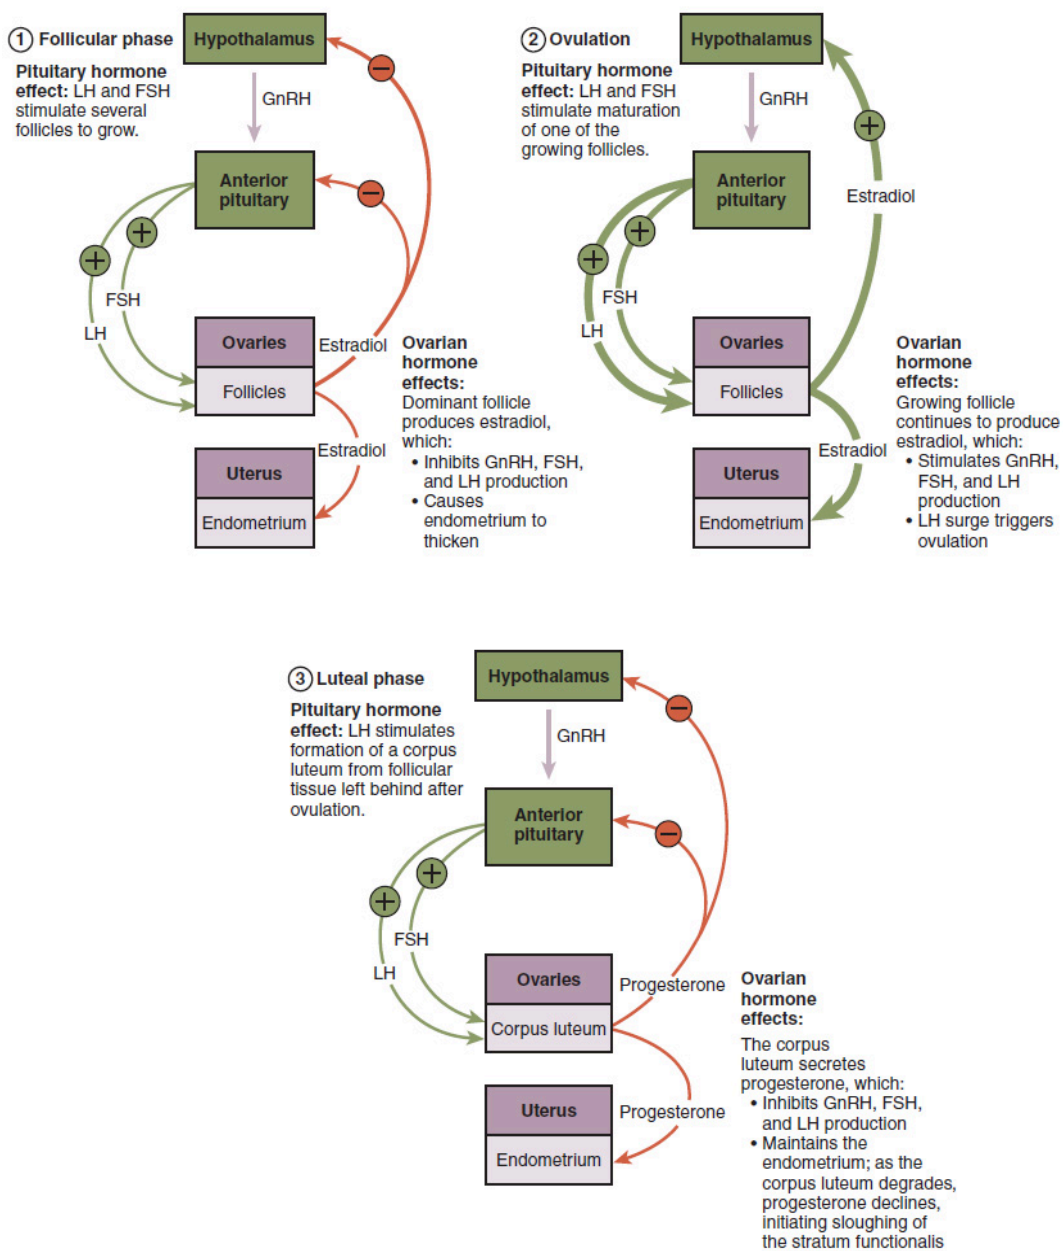 ① Follicular phase
Pituitary hormone
effect: LH and FSH
stimulate several
follicles to grow.
Hypothalamus
GnRH
Anterior
pituitary
FSH
LH
Ovaries
Follicles
Estradiol
Estradiol
Uterus
Endometrium
Ovarian
hormone
effects:
Dominant follicle
produces estradiol,
which:
• Inhibits GnRH, FSH,
and LH production
• Causes
endometrium to
thicken
② Ovulation
Pituitary hormone
effect: LH and FSH
stimulate maturation
of one of the
growing follicles.
Hypothalamus
GnRH
Anterior
pituitary
Estradiol
FSH
LH
Ovaries
Follicles
Estradiol
Uterus
Endometrium
Ovarian
hormone
effects:
Growing follicle
continues to produce
estradiol, which:
• Stimulates GnRH,
FSH, and LH
production
• LH surge triggers
ovulation
③ Luteal phase
Pituitary hormone
effect: LH stimulates
formation of a corpus
luteum from follicular
tissue left behind after
ovulation.
Hypothalamus
GnRH
Anterior
pituitary
FSH
LH
Ovaries
Corpus luteum
Progesterone
Progesterone
Uterus
Endometrium
Ovarian
hormone
effects:
The corpus
luteum secretes
progesterone, which:
• Inhibits GnRH, FSH,
and LH production
• Maintains the
endometrium; as the
corpus luteum degrades,
progesterone declines,
initiating sloughing of
the stratum functionalis